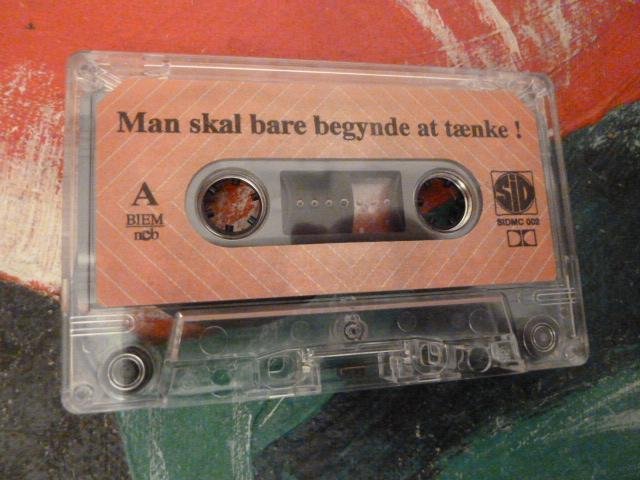 Man skal bare begynde at tænke !
A
BIEM
ncb
SID
SIDMC 002